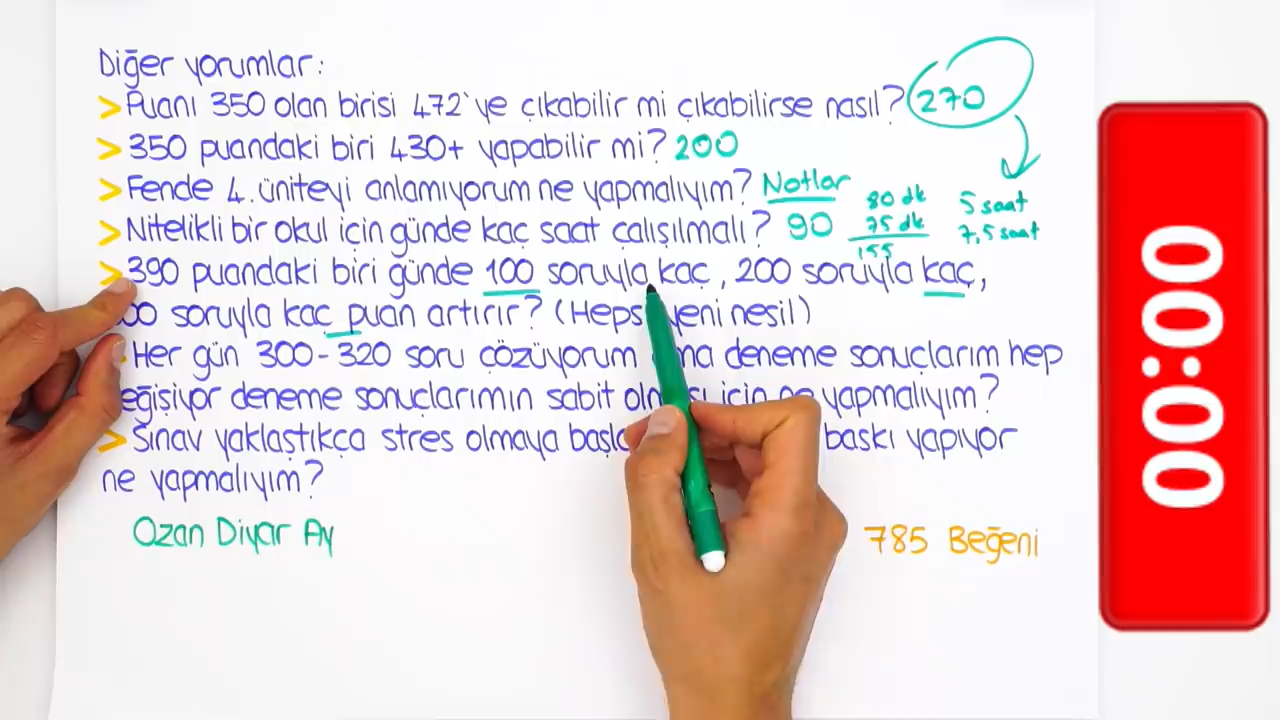 Diğer yorumlar:
> Puanı 350 olan birisi 472'ye çıkabilir mi çıkabilirse nasıl? 270
> 350 puandaki biri 430+ yapabilir mi? 200
> Fende 4. üniteyi anlamıyorum ne yapmalıyım? Notlar
80 dk 5 saat
> Nitelikli bir okul için günde kaç saat çalışılmalı? 90 75 dk 7,5 saat
155
> 390 puandaki biri günde 100 soruyla kaç, 200 soruyla kaç,
00 soruyla kaç puan artırır? (Heps yeni nesil)
Her gün 300-320 soru çözüyorum ma deneme sonuçlarım hep
eğişiyor deneme sonuçlarımın sabit ol için ne yapmalıyım?
> Sınav yaklaştıkça stres olmaya başl baskı yapıyor
ne yapmalıyım?
Ozan Diyar Ay
785 Beğeni
00:00